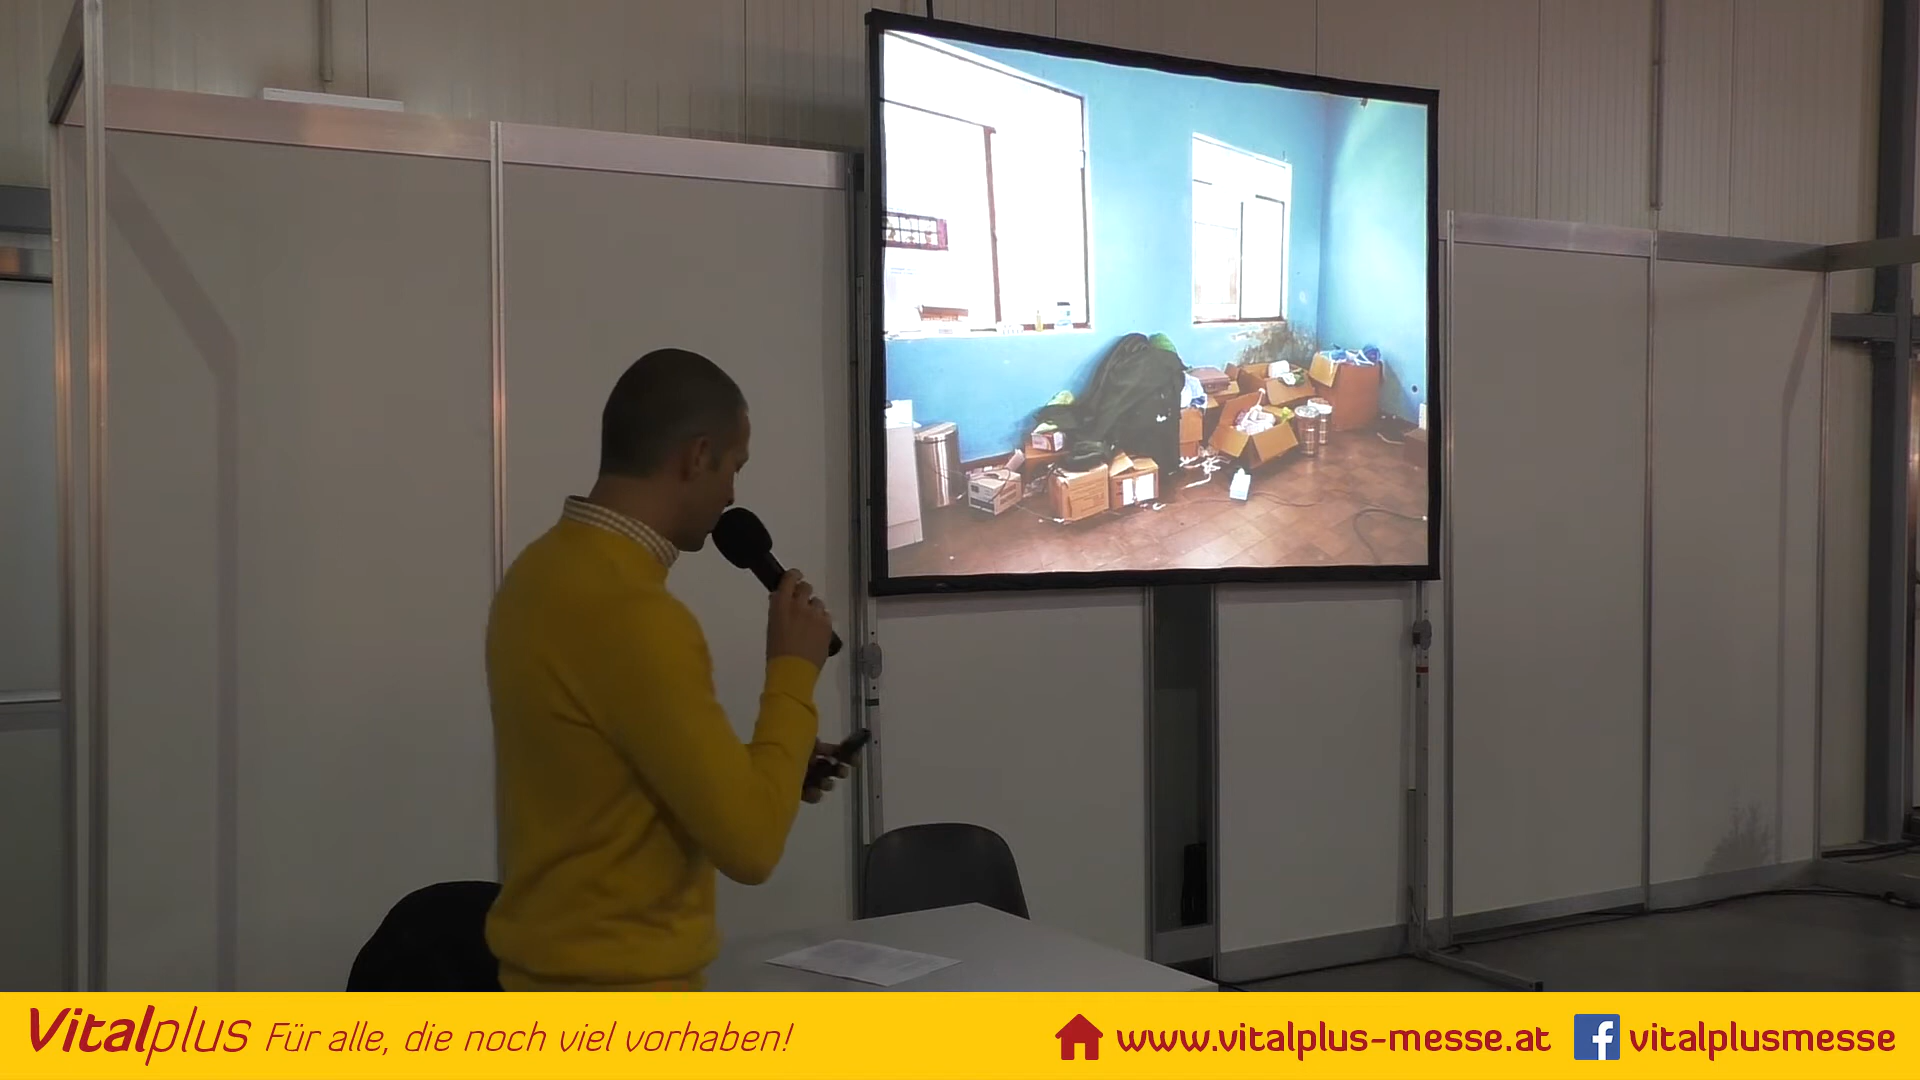 Vitalplus Für alle, die noch viel vorhaben!
www.vitalplus-messe.at
vitalplusmesse